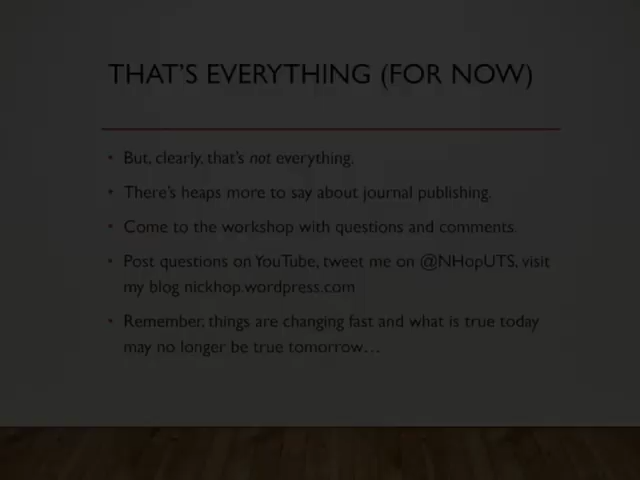 THAT'S EVERYTHING (FOR NOW)
• But, clearly, that's not everything.
• There's heaps more to say about journal publishing.
• Come to the workshop with questions and comments.
• Post questions on YouTube, tweet me on @NHopUTS, visit
my blog nickhop.wordpress.com
• Remember, things are changing fast and what is true today
may no longer be true tomorrow…